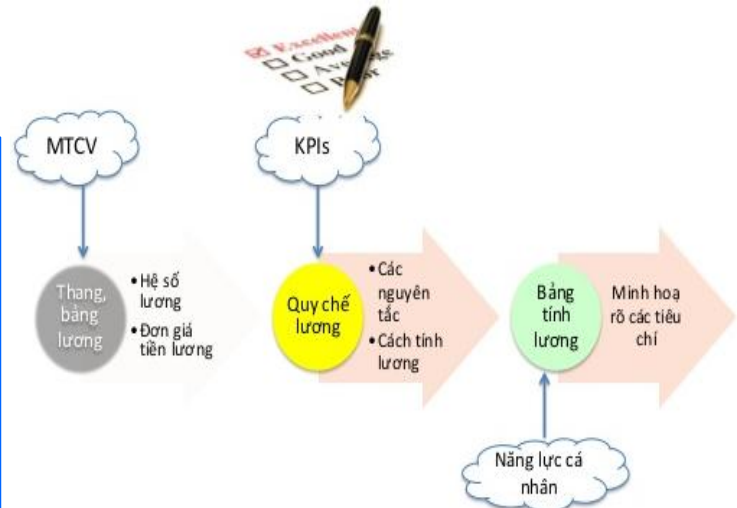 Excellent
Good
Average
MTCV
KPIs
Thang,
bảng
lương
•Hệ số
lương
•Đơn giá
tiền lương
Quy chế
lương
•Các
nguyên
tắc
•Cách tính
lương
Bảng
tính
lương
Minh hoạ
rõ các tiêu
chí
Năng lực cá
nhân